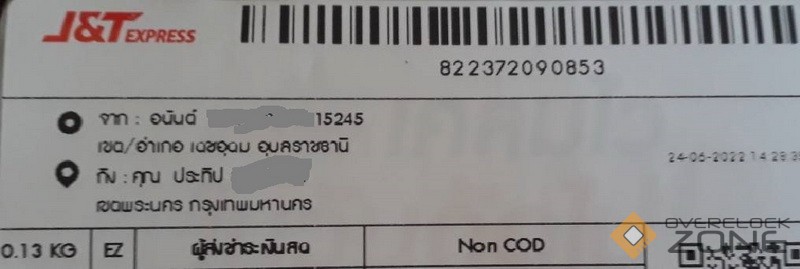 J&T EXPRESS
822372090853
จาก : อนันต์ 15245
เขต/อำเภอ เดชอุดม อุบลราชธานี
24-06-2022 14:28:3
ถึง : คุณ ประทีป
เขตพระนคร กรุงเทพมหานคร
0.13 KG EZ ผู้ส่งชำระเงินสด Non COD
OVERCLOCK
ZONE